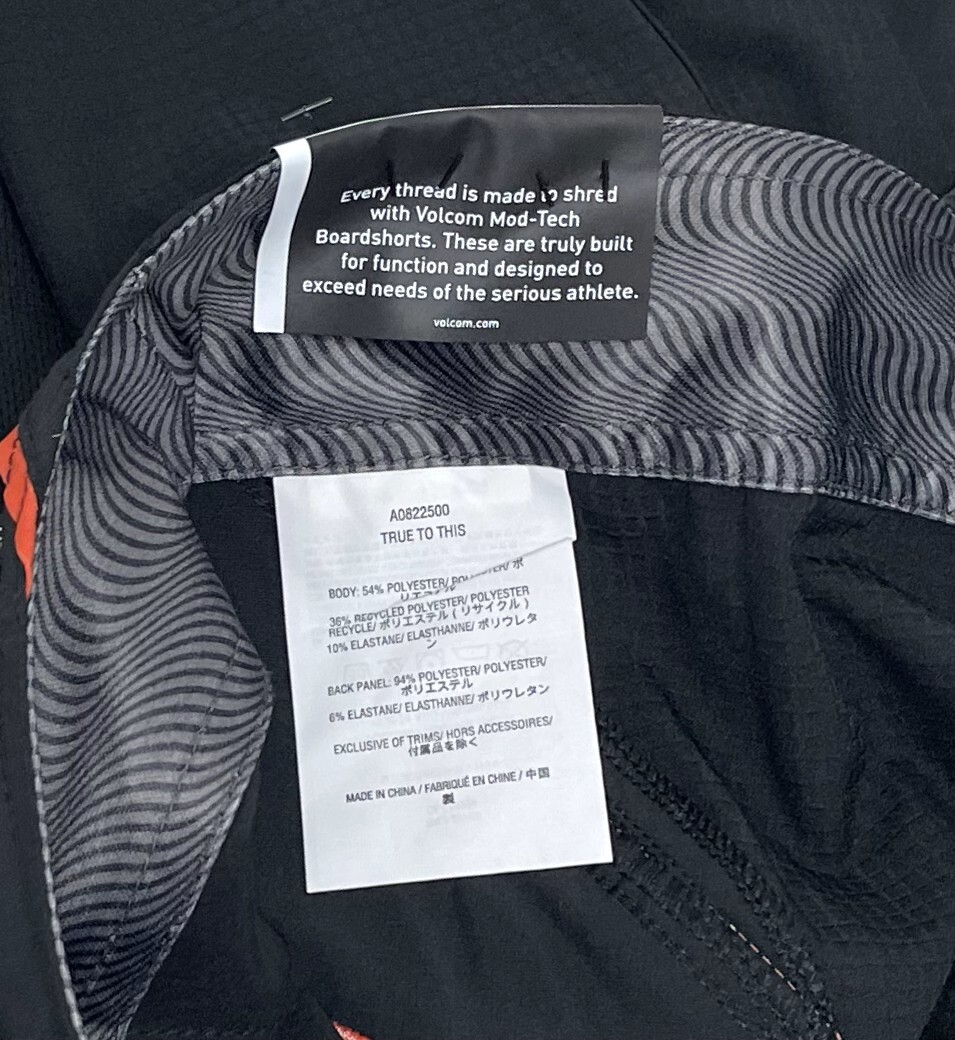 Every thread is made to shred
with Volcom Mod-Tech
Boardshorts. These are truly built
for function and designed to
exceed needs of the serious athlete.
volcom.com
A0822500
TRUE TO THIS
BODY: 54% POLYESTER/ ポ
リエステル
36% RECYCLED POLYESTER/ POLYESTER
RECYCLE/ ポリエステル ( リサイクル )
10% ELASTANE/ ELASTHANNE/ ポリウレタ
ン
BACK PANEL: 94% POLYESTER/ POLYESTER/
ポリエステル
6% ELASTANE/ ELASTHANNE/ ポリウレタン
EXCLUSIVE OF TRIMS/ HORS ACCESSOIRES/
付属品を除く
MADE IN CHINA / FABRIQUÉ EN CHINE / 中国
製